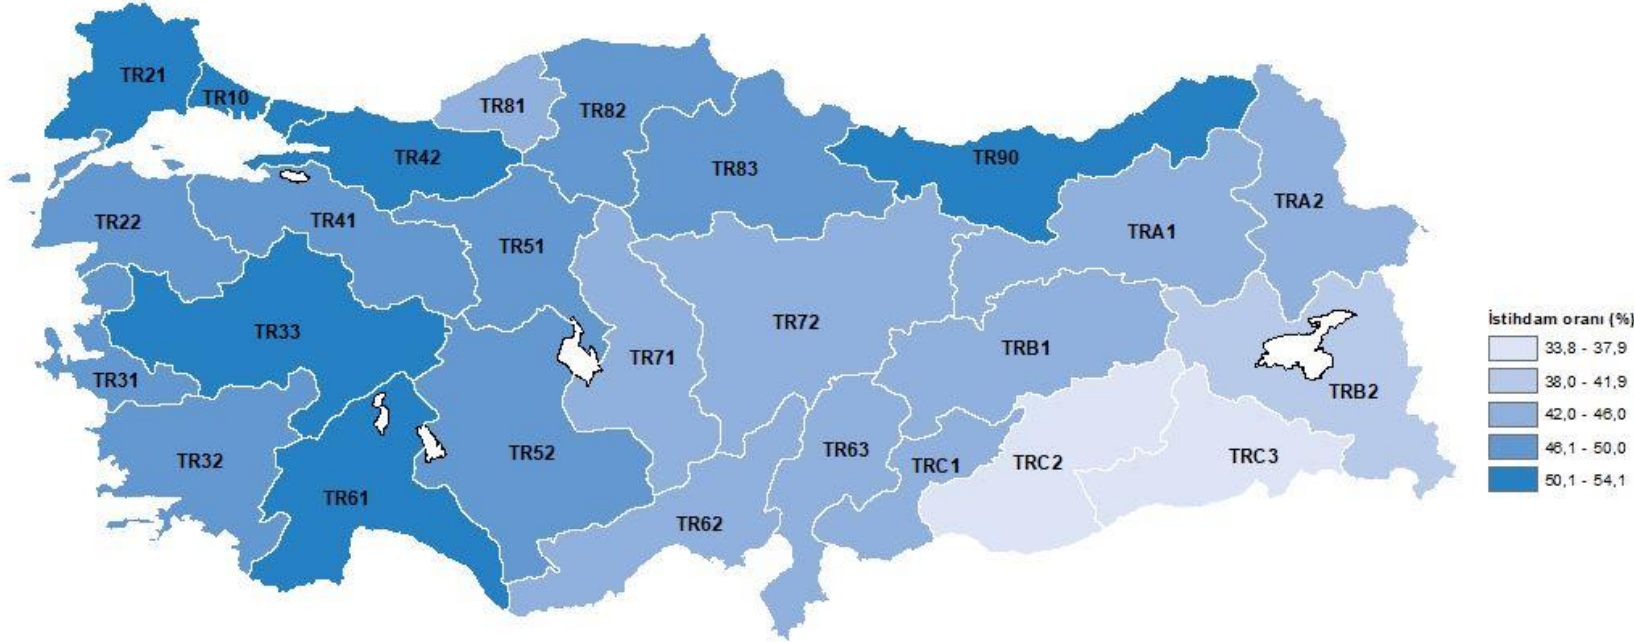 TR21
TR10
TR81
TR82
TR42
TR90
TR83
TRA2
TR22
TR41
TRA1
TR51
TR33
TR72
İstihdam oranı (%)
33,8 - 37,9
38,0 - 41,9
42,0 - 46,0
46,1 - 50,0
50,1 - 54,1
TRB1
TR71
TR31
TRB2
TR32
TR52
TR63
TRC1
TRC2
TRC3
TR61
TR62